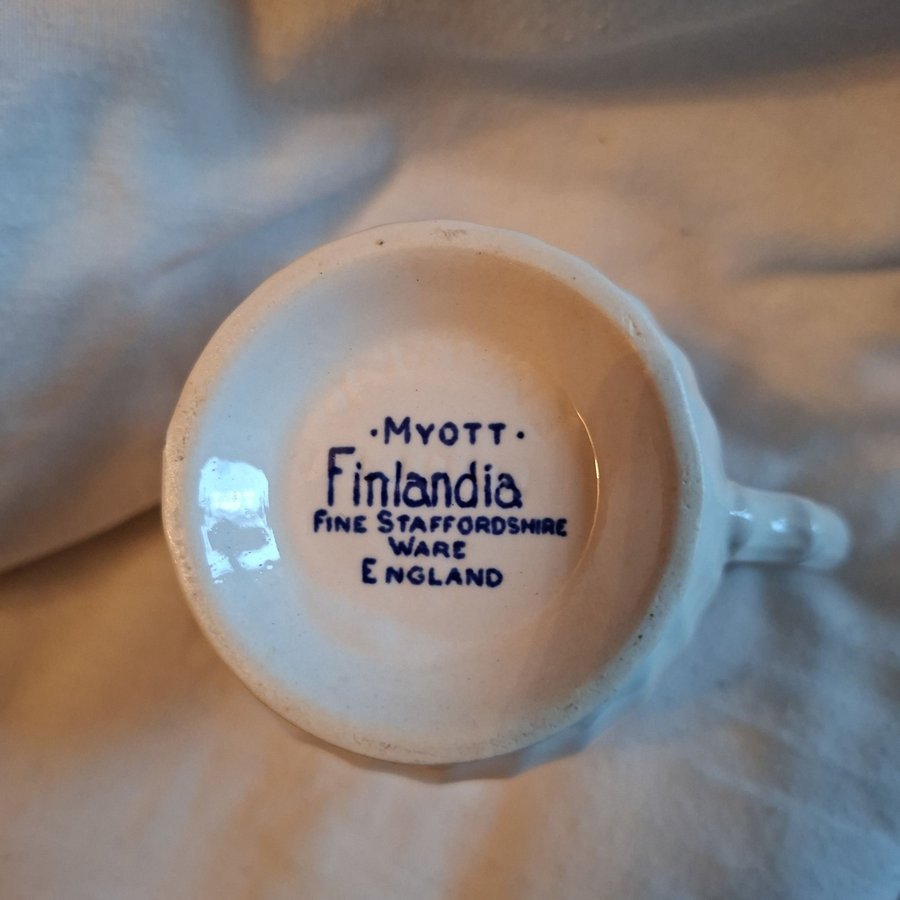 ·MYOTT·
Finlandia
FINE STAFFORDSHIRE
WARE
ENGLAND